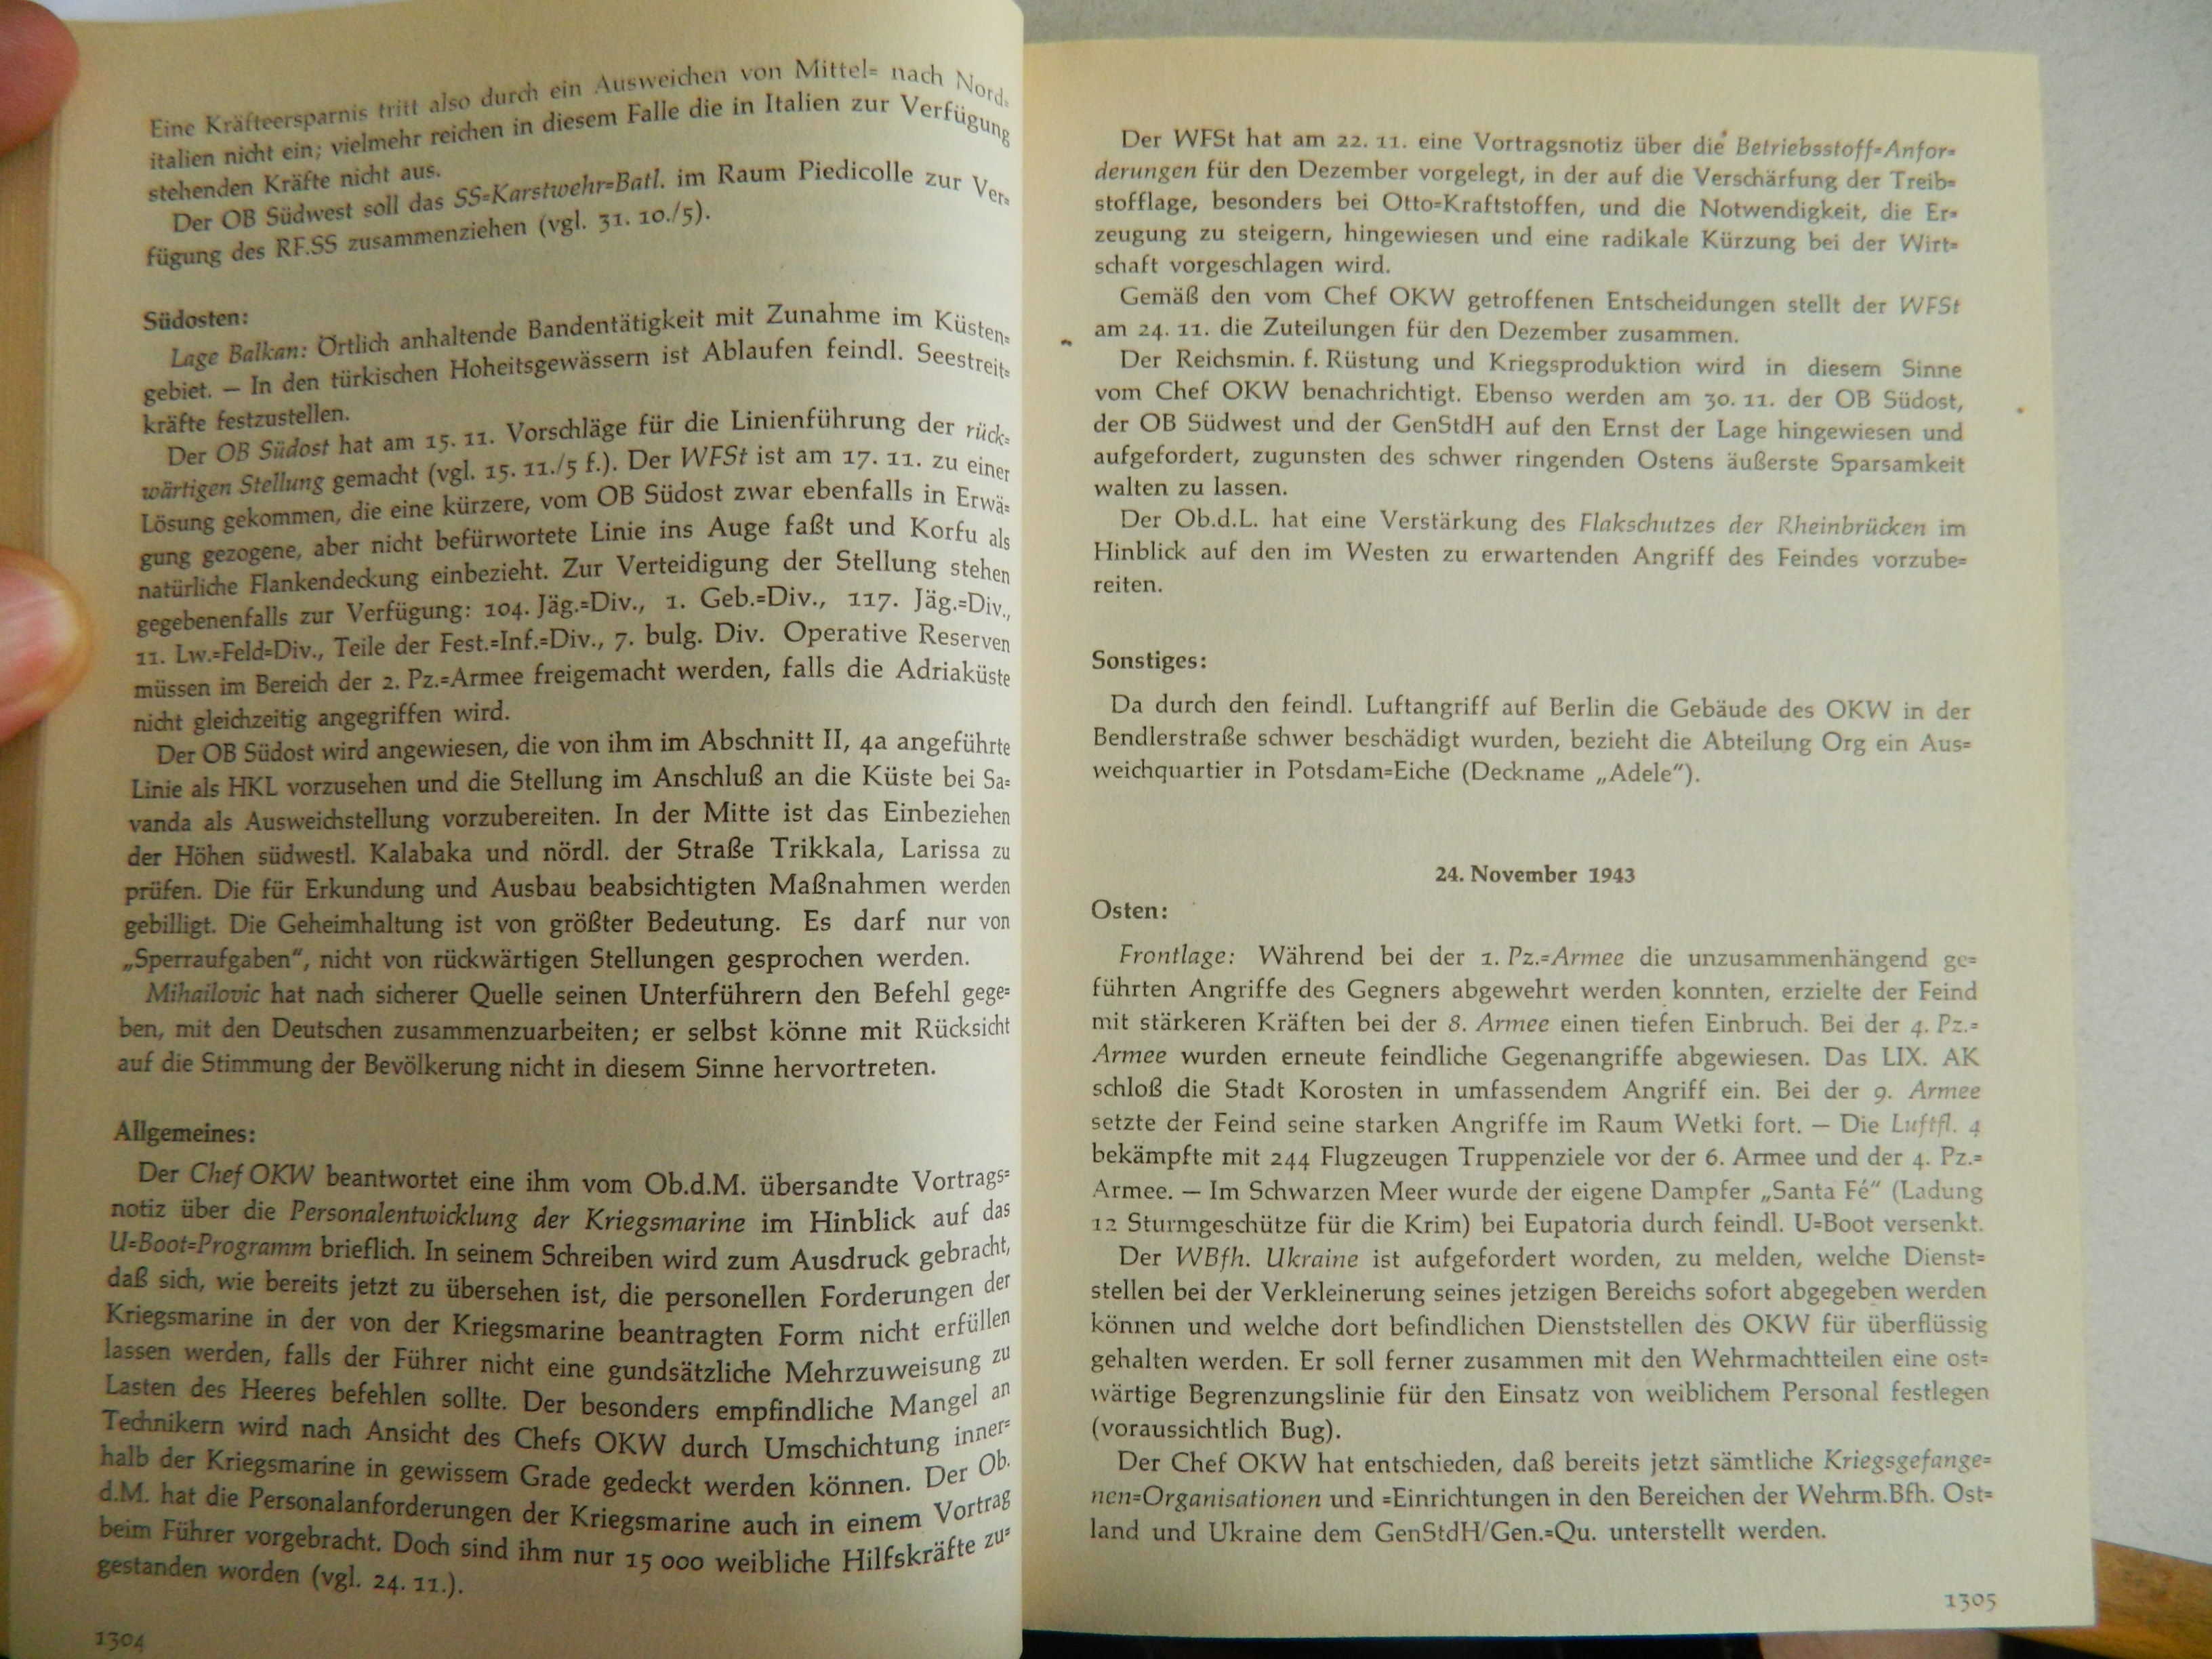 Eine Kräfteersparnis tritt also durch ein Ausweichen von Mittel= nach Nord=
italien nicht ein; vielmehr reichen in diesem Falle die in Italien zur Verfügung
stehenden Kräfte nicht aus.
Der OB Südwest soll das SS=Karstwehr=Batl. im Raum Piedicolle zur Ver=
fügung des RF.SS zusammenziehen (vgl. 31. 10./5).
Südosten:
Lage Balkan: Örtlich anhaltende Bandentätigkeit mit Zunahme im Küsten=
gebiet. — In den türkischen Hoheitsgewässern ist Ablaufen feindl. Seestreit=
kräfte festzustellen.
Der OB Südost hat am 15. 11. Vorschläge für die Linienführung der rück=
wärtigen Stellung gemacht (vgl. 15. 11./5 f.). Der WFSt ist am 17. 11. zu einer
Lösung gekommen, die eine kürzere, vom OB Südost zwar ebenfalls in Erwä=
gung gezogene, aber nicht befürwortete Linie ins Auge faßt und Korfu als
natürliche Flankendeckung einbezieht. Zur Verteidigung der Stellung stehen
gegebenenfalls zur Verfügung: 104. Jäg.=Div., 1. Geb.=Div., 117. Jäg.=Div.,
11. Lw.=Feld=Div., Teile der Fest.=Inf.=Div., 7. bulg. Div. Operative Reserven
müssen im Bereich der 2. Pz.=Armee freigemacht werden, falls die Adriaküste
nicht gleichzeitig angegriffen wird.
Der OB Südost wird angewiesen, die von ihm im Abschnitt II, 4a angeführte
Linie als HKL vorzusehen und die Stellung im Anschluß an die Küste bei Sa=
vanda als Ausweichstellung vorzubereiten. In der Mitte ist das Einbeziehen
der Höhen südwestl. Kalabaka und nördl. der Straße Trikkala, Larissa zu
prüfen. Die für Erkundung und Ausbau beabsichtigten Maßnahmen werden
gebilligt. Die Geheimhaltung ist von größter Bedeutung. Es darf nur von
„Sperraufgaben“, nicht von rückwärtigen Stellungen gesprochen werden.
Mihailovic hat nach sicherer Quelle seinen Unterführern den Befehl gege=
ben, mit den Deutschen zusammenzuarbeiten; er selbst könne mit Rücksicht
auf die Stimmung der Bevölkerung nicht in diesem Sinne hervortreten.
Allgemeines:
Der Chef OKW beantwortet eine ihm vom Ob.d.M. übersandte Vortrags=
notiz über die Personalentwicklung der Kriegsmarine im Hinblick auf das
U=Boot=Programm brieflich. In seinem Schreiben wird zum Ausdruck gebracht,
daß sich, wie bereits jetzt zu übersehen ist, die personellen Forderungen der
Kriegsmarine in der von der Kriegsmarine beantragten Form nicht erfüllen
lassen werden, falls der Führer nicht eine gundsätzliche Mehrzuweisung zu
Lasten des Heeres befehlen sollte. Der besonders empfindliche Mangel an
Technikern wird nach Ansicht des Chefs OKW durch Umschichtung inner=
halb der Kriegsmarine in gewissem Grade gedeckt werden können. Der Ob.
d.M. hat die Personalanforderungen der Kriegsmarine auch in einem Vortrag
beim Führer vorgebracht. Doch sind ihm nur 15 000 weibliche Hilfskräfte zu=
gestanden worden (vgl. 24. 11.).
1304
Der WFSt hat am 22. 11. eine Vortragsnotiz über die Betriebsstoff=Anfor=
derungen für den Dezember vorgelegt, in der auf die Verschärfung der Treib=
stofflage, besonders bei Otto=Kraftstoffen, und die Notwendigkeit, die Er=
zeugung zu steigern, hingewiesen und eine radikale Kürzung bei der Wirt=
schaft vorgeschlagen wird.
Gemäß den vom Chef OKW getroffenen Entscheidungen stellt der WFSt
am 24. 11. die Zuteilungen für den Dezember zusammen.
Der Reichsmin. f. Rüstung und Kriegsproduktion wird in diesem Sinne
vom Chef OKW benachrichtigt. Ebenso werden am 30. 11. der OB Südost,
der OB Südwest und der GenStdH auf den Ernst der Lage hingewiesen und
aufgefordert, zugunsten des schwer ringenden Ostens äußerste Sparsamkeit
walten zu lassen.
Der Ob.d.L. hat eine Verstärkung des Flakschutzes der Rheinbrücken im
Hinblick auf den im Westen zu erwartenden Angriff des Feindes vorzube=
reiten.
Sonstiges:
Da durch den feindl. Luftangriff auf Berlin die Gebäude des OKW in der
Bendlerstraße schwer beschädigt wurden, bezieht die Abteilung Org ein Aus=
weichquartier in Potsdam=Eiche (Deckname „Adele“).
24. November 1943
Osten:
Frontlage: Während bei der 1. Pz.=Armee die unzusammenhängend ge=
führten Angriffe des Gegners abgewehrt werden konnten, erzielte der Feind
mit stärkeren Kräften bei der 8. Armee einen tiefen Einbruch. Bei der 4. Pz.=
Armee wurden erneute feindliche Gegenangriffe abgewiesen. Das LIX. AK
schloß die Stadt Korosten in umfassendem Angriff ein. Bei der 9. Armee
setzte der Feind seine starken Angriffe im Raum Wetki fort. — Die Luftfl. 4
bekämpfte mit 244 Flugzeugen Truppenziele vor der 6. Armee und der 4. Pz.=
Armee. — Im Schwarzen Meer wurde der eigene Dampfer „Santa Fé“ (Ladung
12 Sturmgeschütze für die Krim) bei Eupatoria durch feindl. U=Boot versenkt.
Der WBfh. Ukraine ist aufgefordert worden, zu melden, welche Dienst=
stellen bei der Verkleinerung seines jetzigen Bereichs sofort abgegeben werden
können und welche dort befindlichen Dienststellen des OKW für überflüssig
gehalten werden. Er soll ferner zusammen mit den Wehrmachtteilen eine ost=
wärtige Begrenzungslinie für den Einsatz von weiblichem Personal festlegen
(voraussichtlich Bug).
Der Chef OKW hat entschieden, daß bereits jetzt sämtliche Kriegsgefange=
nen=Organisationen und =Einrichtungen in den Bereichen der Wehrm.Bfh. Ost=
land und Ukraine dem GenStdH/Gen.=Qu. unterstellt werden.
1305